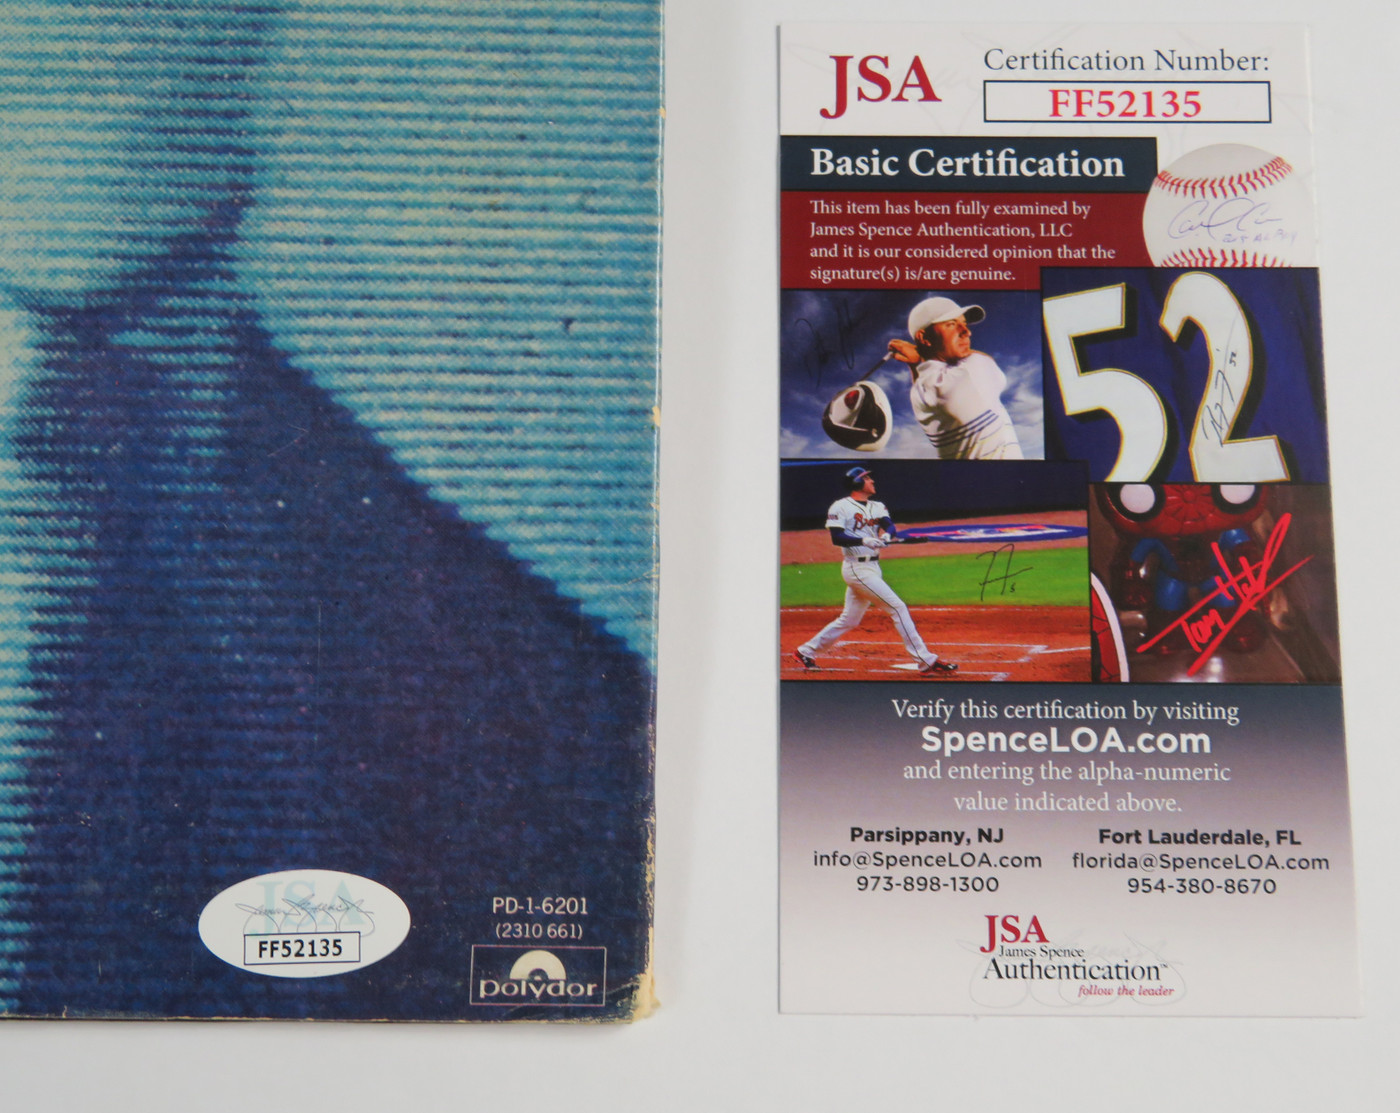 JSA
FF52135
PD-1-6201
(2310 661)
polydor
JSA
Certification Number:
FF52135
Basic Certification
This item has been fully examined by
James Spence Authentication, LLC
and it is our considered opinion that the
signature(s) is/are genuine.
52
Tom Holl
Verify this certification by visiting
SpenceLOA.com
and entering the alpha-numeric
value indicated above.
Parsippany, NJ
info@SpenceLOA.com
973-898-1300
Fort Lauderdale, FL
florida@SpenceLOA.com
954-380-8670
JSA
James Spence
Authentication™
follow the leader